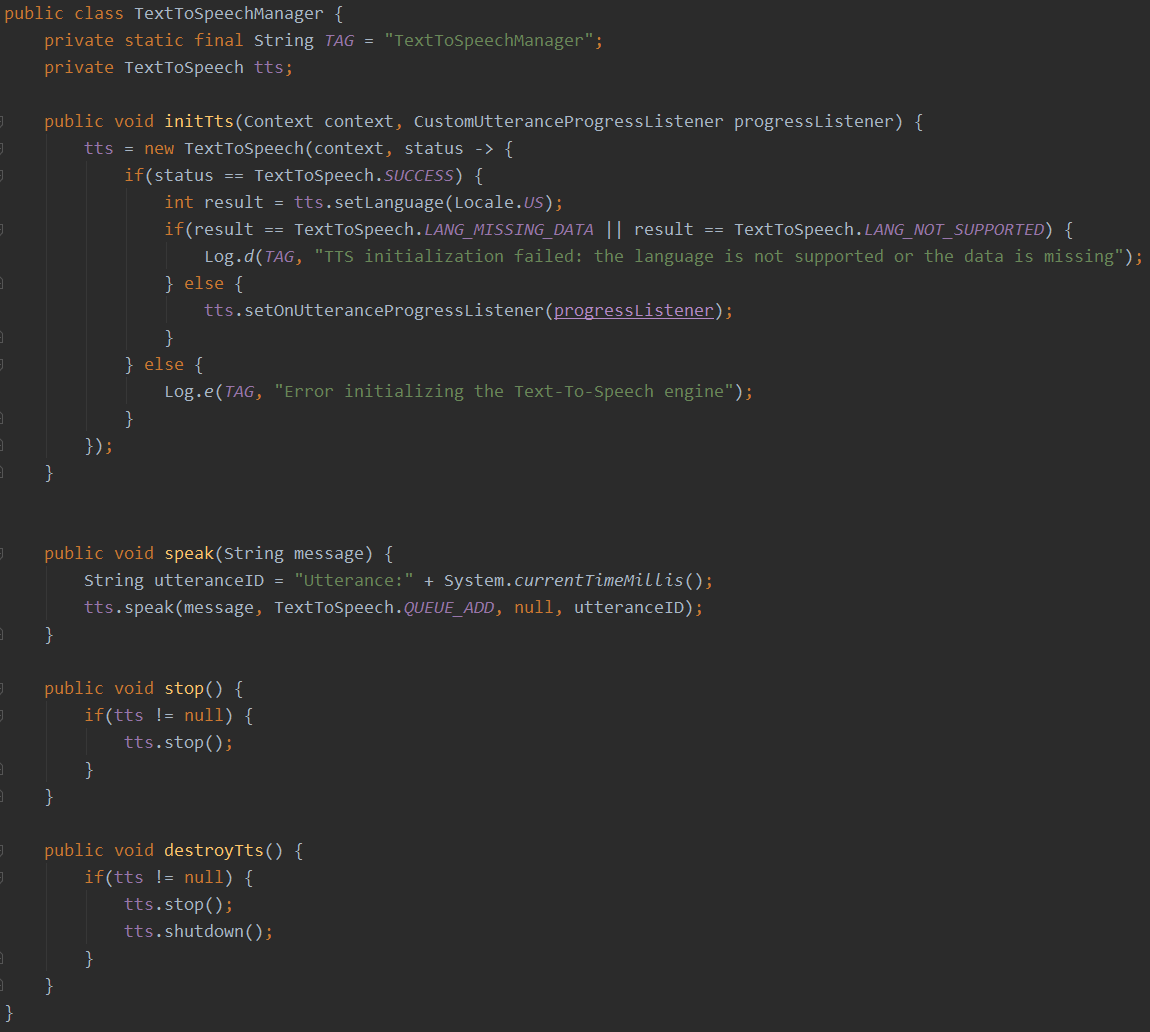 public class TextToSpeechManager {
    private static final String TAG = "TextToSpeechManager";
    private TextToSpeech tts;

    public void initTts(Context context, CustomUtteranceProgressListener progressListener) {
        tts = new TextToSpeech(context, status -> {
            if(status == TextToSpeech.SUCCESS) {
                int result = tts.setLanguage(Locale.US);
                if(result == TextToSpeech.LANG_MISSING_DATA || result == TextToSpeech.LANG_NOT_SUPPORTED) {
                    Log.d(TAG, "TTS initialization failed: the language is not supported or the data is missing");
                } else {
                    tts.setOnUtteranceProgressListener(progressListener);
                }
            } else {
                Log.e(TAG, "Error initializing the Text-To-Speech engine");
            }
        });
    }


    public void speak(String message) {
        String utteranceID = "Utterance:" + System.currentTimeMillis();
        tts.speak(message, TextToSpeech.QUEUE_ADD, null, utteranceID);
    }

    public void stop() {
        if(tts != null) {
            tts.stop();
        }
    }

    public void destroyTts() {
        if(tts != null) {
            tts.stop();
            tts.shutdown();
        }
    }
}